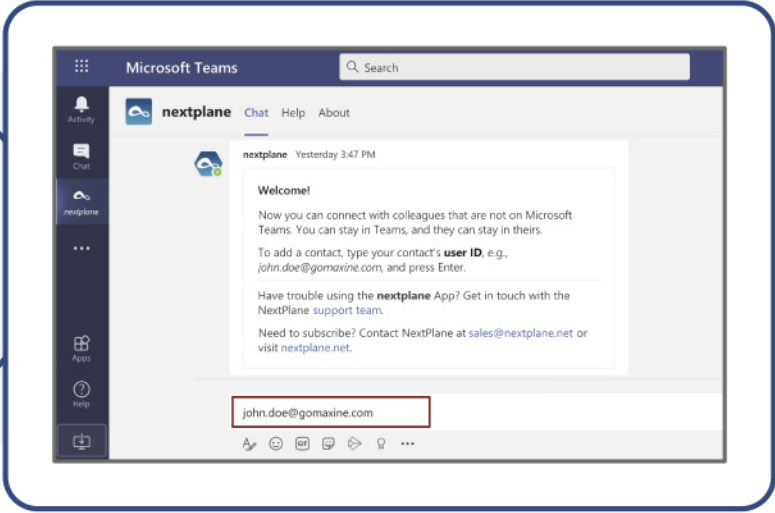 Microsoft Teams
Search
Activity
Chat
nextplane
Apps
Help
nextplane Chat Help About
nextplane Yesterday 3:47 PM
Welcome!
Now you can connect with colleagues that are not on Microsoft
Teams. You can stay in Teams, and they can stay in theirs.
To add a contact, type your contact's user ID, e.g.,
john.doe@gomaxine.com, and press Enter.
Have trouble using the nextplane App? Get in touch with the
NextPlane support team.
Need to subscribe? Contact NextPlane at sales@nextplane.net or
visit nextplane.net.
john.doe@gomaxine.com
GIF